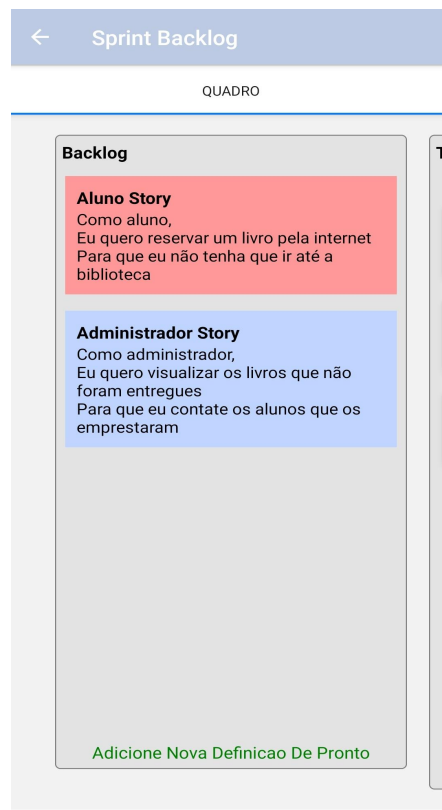 Sprint Backlog
QUADRO
Backlog
Aluno Story
Como aluno,
Eu quero reservar um livro pela internet
Para que eu não tenha que ir até a
biblioteca
Administrador Story
Como administrador,
Eu quero visualizar os livros que não
foram entregues
Para que eu contate os alunos que os
emprestaram
Adicione Nova Definicao De Pronto